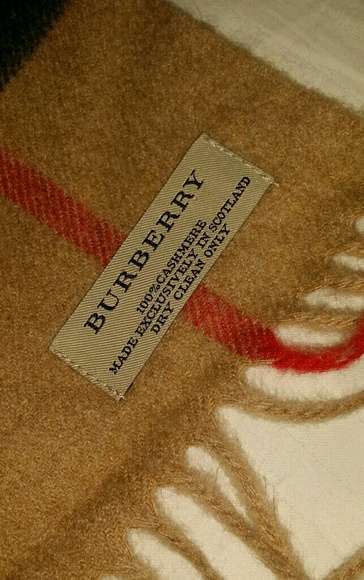 BURBERRY
100% CASHMERE
MADE EXCLUSIVELY IN SCOTLAND
DRY CLEAN ONLY